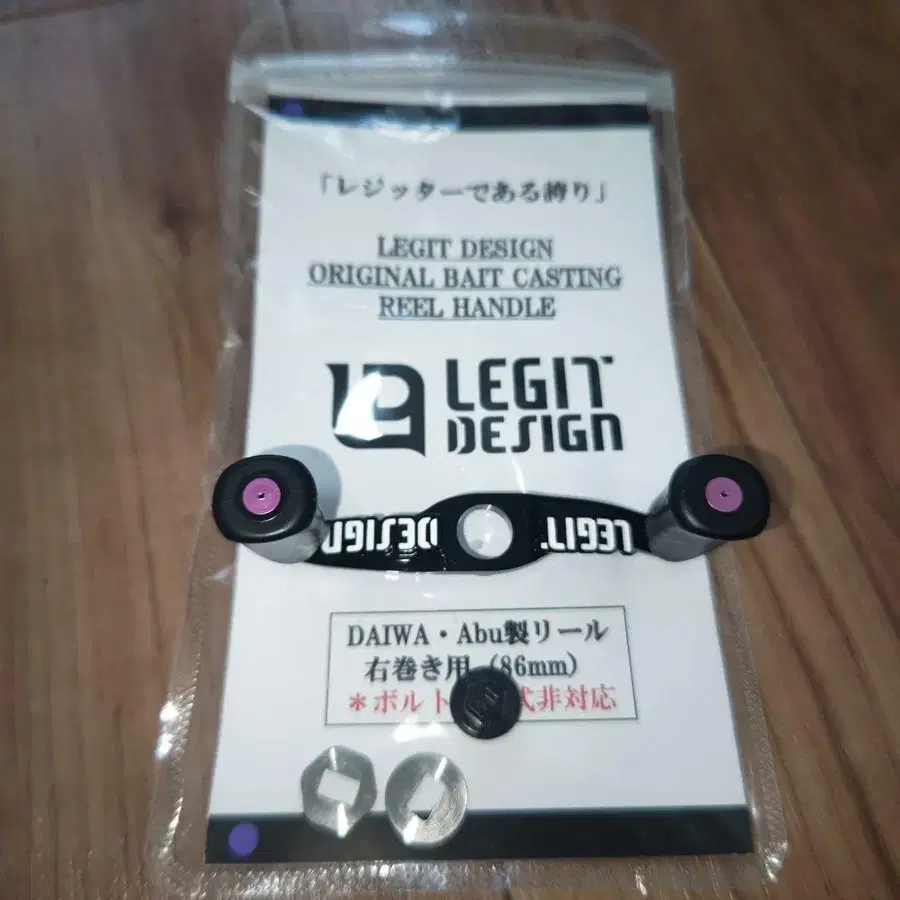 「レジッターである誇り」
LEGIT DESIGN
ORIGINAL BAIT CASTING
REEL HANDLE
LEGIT
DESIGN
DESIGN LEGIT
DAIWA・Abu製リール
右巻き用（86mm）
＊ボルト 式非対応